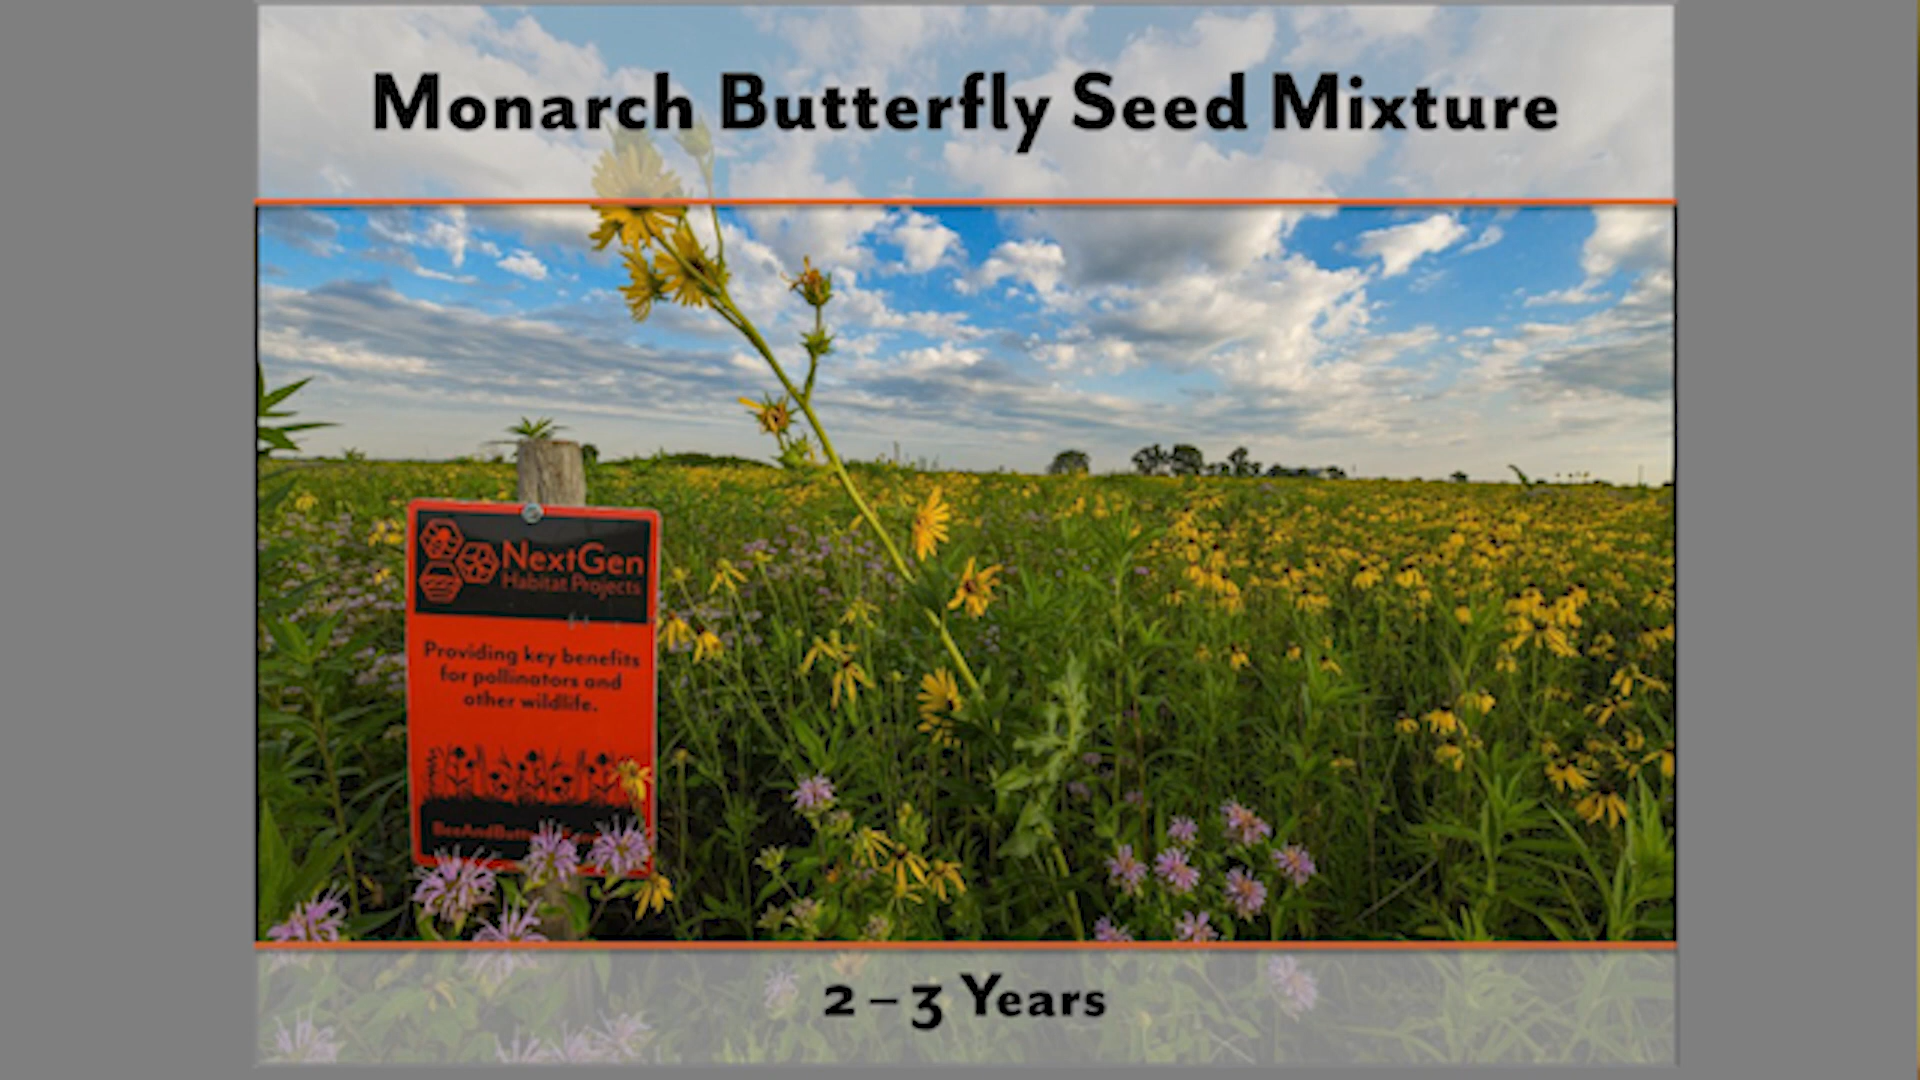 Monarch Butterfly Seed Mixture
NextGen
Habitat Projects
Providing key benefits
for pollinators and
other wildlife.
2–3 Years